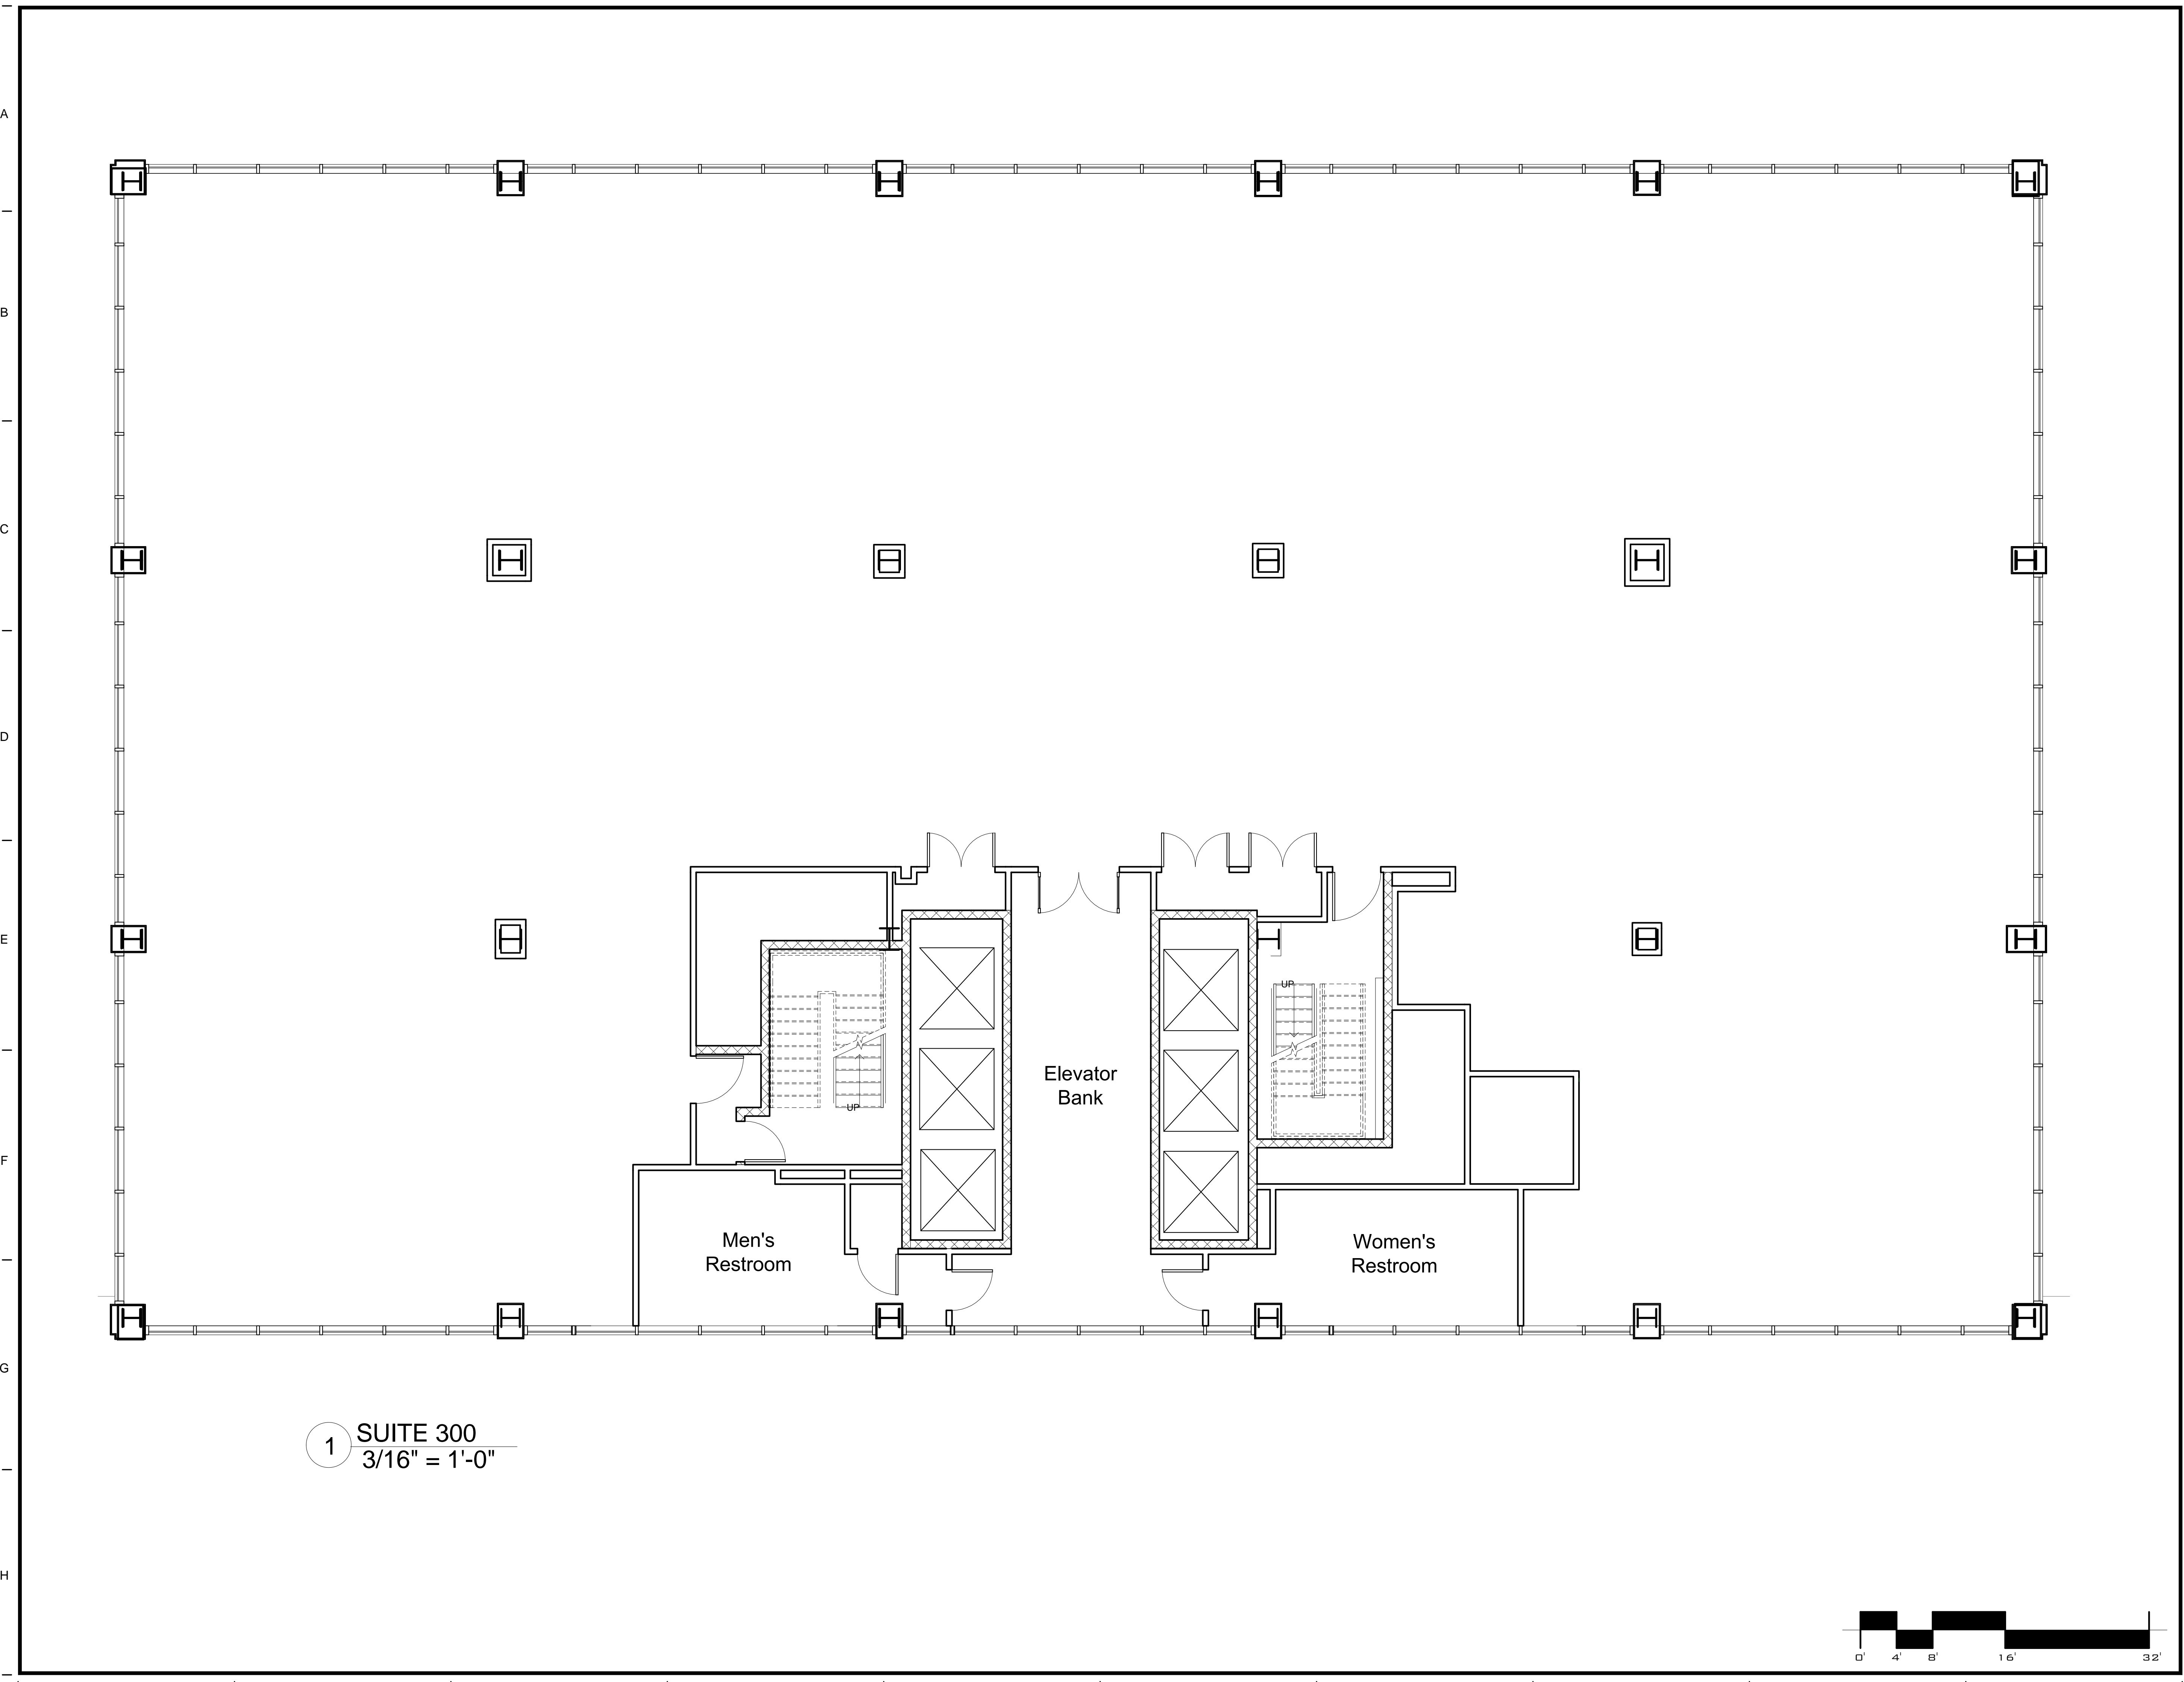 A
B
C
D
E
F
G
H
UP
UP
Elevator
Bank
Men's
Restroom
Women's
Restroom
1
SUITE 300
3/16" = 1'-0"
0' 4' 8' 16' 32'